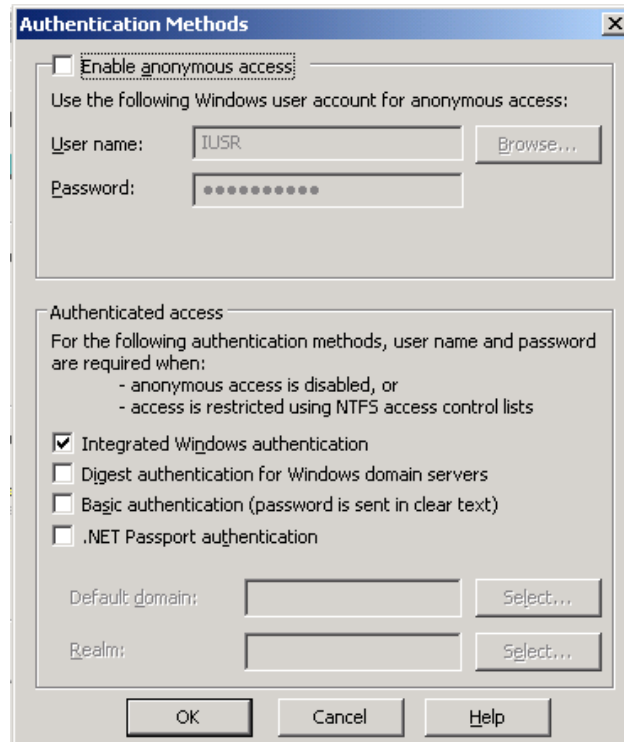 Authentication Methods
Enable anonymous access
Use the following Windows user account for anonymous access:
User name: IUSR Browse...
Password: ●●●●●●●●●●
Authenticated access
For the following authentication methods, user name and password
are required when:
- anonymous access is disabled, or
- access is restricted using NTFS access control lists
Integrated Windows authentication
Digest authentication for Windows domain servers
Basic authentication (password is sent in clear text)
.NET Passport authentication
Default domain: Select...
Realm: Select...
OK Cancel Help